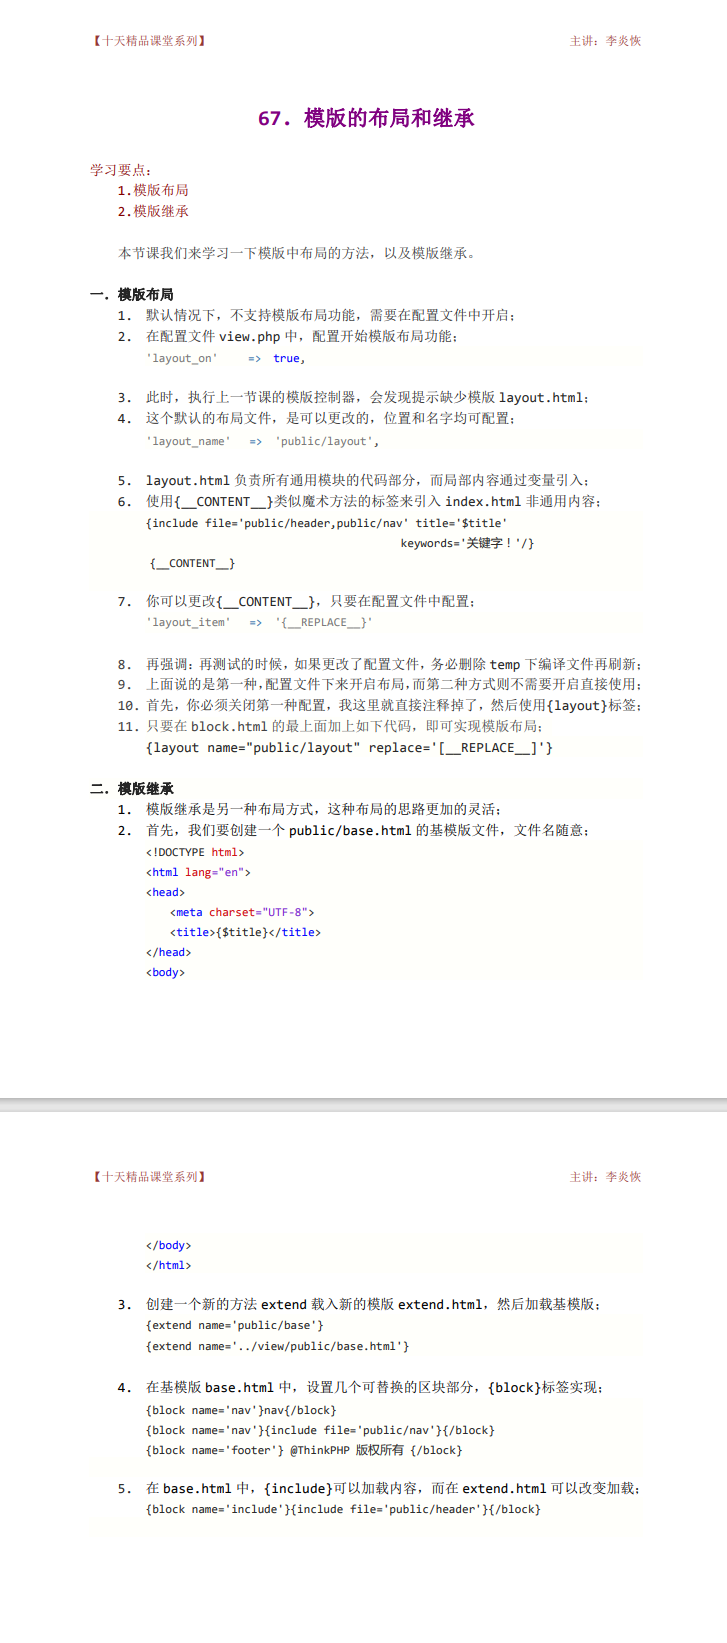 【十天精品课堂系列】 主讲：李炎恢
67. 模版的布局和继承
学习要点：
1.模版布局
2.模版继承
本节课我们来学习一下模版中布局的方法，以及模版继承。
一．模版布局
1. 默认情况下，不支持模版布局功能，需要在配置文件中开启；
2. 在配置文件 view.php 中，配置开始模版布局功能；
'layout_on' => true,
3. 此时，执行上一节课的模版控制器，会发现提示缺少模版 layout.html；
4. 这个默认的布局文件，是可以更改的，位置和名字均可配置；
'layout_name' => 'public/layout',
5. layout.html 负责所有通用模块的代码部分，而局部内容通过变量引入；
6. 使用{__CONTENT__}类似魔术方法的标签来引入 index.html 非通用内容；
{include file='public/header,public/nav' title='$title'
keywords='关键字！'/}
{__CONTENT__}
7. 你可以更改{__CONTENT__}，只要在配置文件中配置；
'layout_item' => '{__REPLACE__}'
8. 再强调：再测试的时候，如果更改了配置文件，务必删除 temp 下编译文件再刷新；
9. 上面说的是第一种，配置文件下来开启布局，而第二种方式则不需要开启直接使用；
10. 首先，你必须关闭第一种配置，我这里就直接注释掉了，然后使用{layout}标签；
11. 只要在 block.html 的最上面加上如下代码，即可实现模版布局；
{layout name="public/layout" replace='[__REPLACE__]'}
二．模版继承
1. 模版继承是另一种布局方式，这种布局的思路更加的灵活；
2. 首先，我们要创建一个 public/base.html 的基模版文件，文件名随意；
<!DOCTYPE html>
<html lang="en">
<head>
<meta charset="UTF-8">
<title>{$title}</title>
</head>
<body>
【十天精品课堂系列】 主讲：李炎恢
</body>
</html>
3. 创建一个新的方法 extend 载入新的模版 extend.html，然后加载基模版；
{extend name='public/base'}
{extend name='../view/public/base.html'}
4. 在基模版 base.html 中，设置几个可替换的区块部分，{block}标签实现；
{block name='nav'}nav{/block}
{block name='nav'}{include file='public/nav'}{/block}
{block name='footer'} @ThinkPHP 版权所有 {/block}
5. 在 base.html 中，{include}可以加载内容，而在 extend.html 可以改变加载；
{block name='include'}{include file='public/header'}{/block}